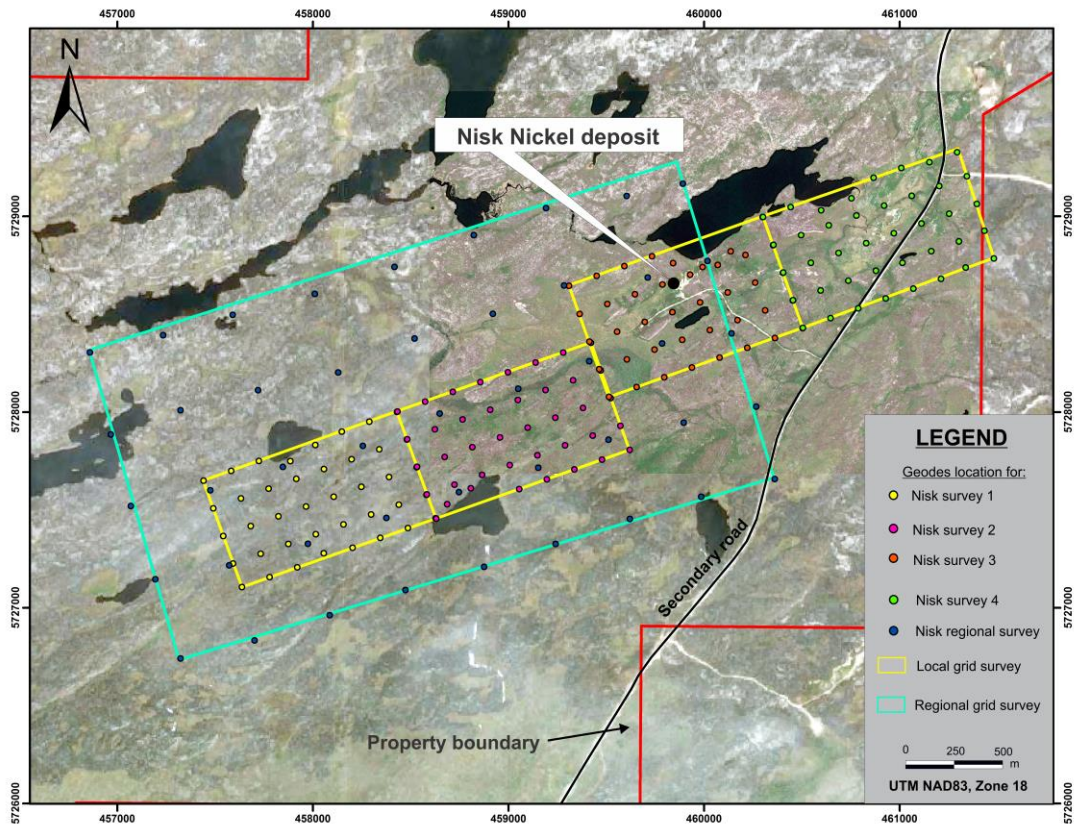 457000 458000 459000 460000 461000
N
Nisk Nickel deposit
5729000 5729000
5728000 5728000
5727000 5727000
5726000 5726000
Secondary road
Property boundary
LEGEND
Geodes location for:
Nisk survey 1
Nisk survey 2
Nisk survey 3
Nisk survey 4
Nisk regional survey
Local grid survey
Regional grid survey
0 250 500
m
UTM NAD83, Zone 18
457000 458000 459000 460000 461000